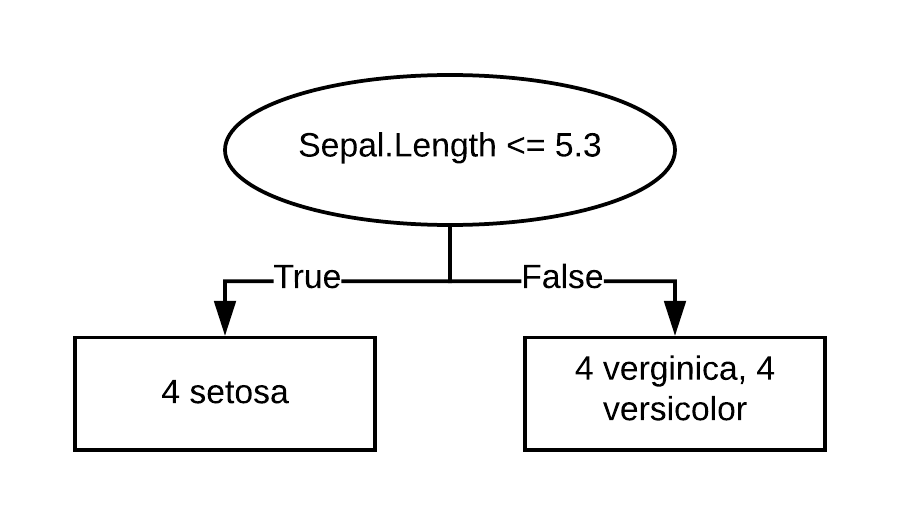 Sepal.Length <= 5.3
True
False
4 setosa
4 verginica, 4
versicolor